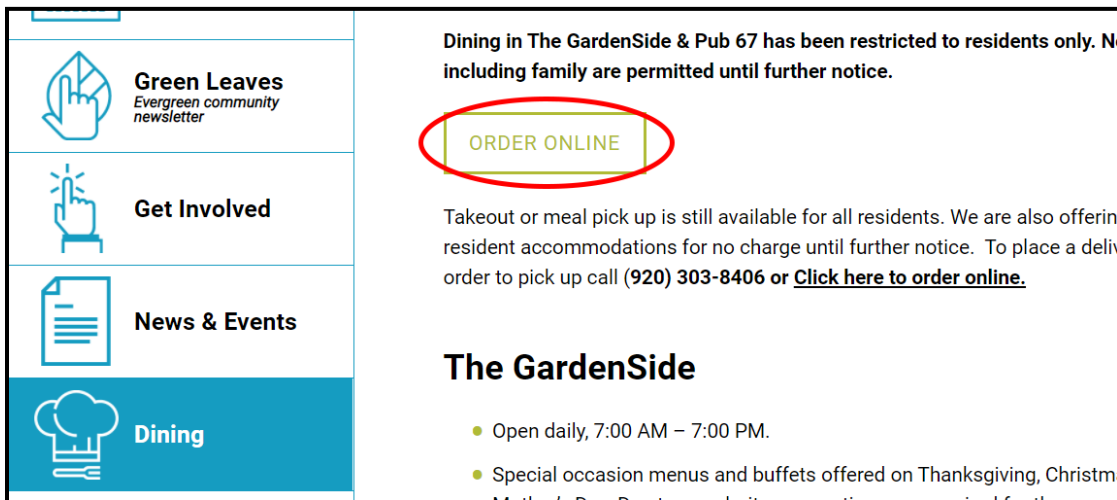 Green Leaves
Evergreen community
newsletter
Get Involved
News & Events
Dining
Dining in The GardenSide & Pub 67 has been restricted to residents only.
including family are permitted until further notice.
ORDER ONLINE
Takeout or meal pick up is still available for all residents. We are also
resident accommodations for no charge until further notice. To place a
order to pick up call (920) 303-8406 or Click here to order online.
The GardenSide
Open daily, 7:00 AM – 7:00 PM.
Special occasion menus and buffets offered on Thanksgiving,